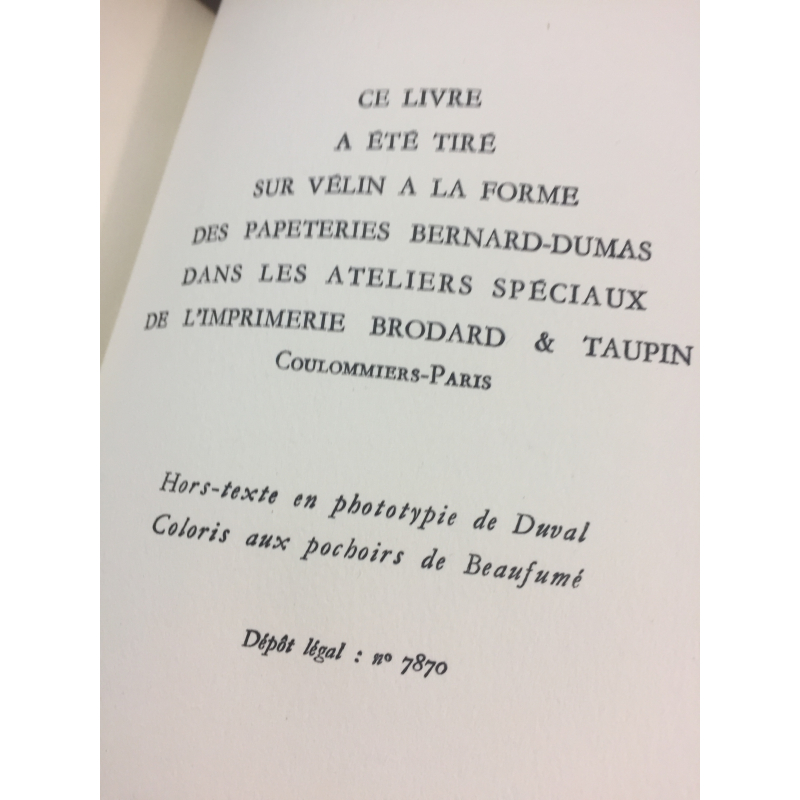 CE LIVRE
A ÉTÉ TIRÉ
SUR VÉLIN A LA FORME
DES PAPETERIES BERNARD-DUMAS
DANS LES ATELIERS SPÉCIAUX
DE L'IMPRIMERIE BRODARD & TAUPIN
COULOMMIERS-PARIS
Hors-texte en phototypie de Duval
Coloris aux pochoirs de Beaufumé
Dépôt légal : nº 7870